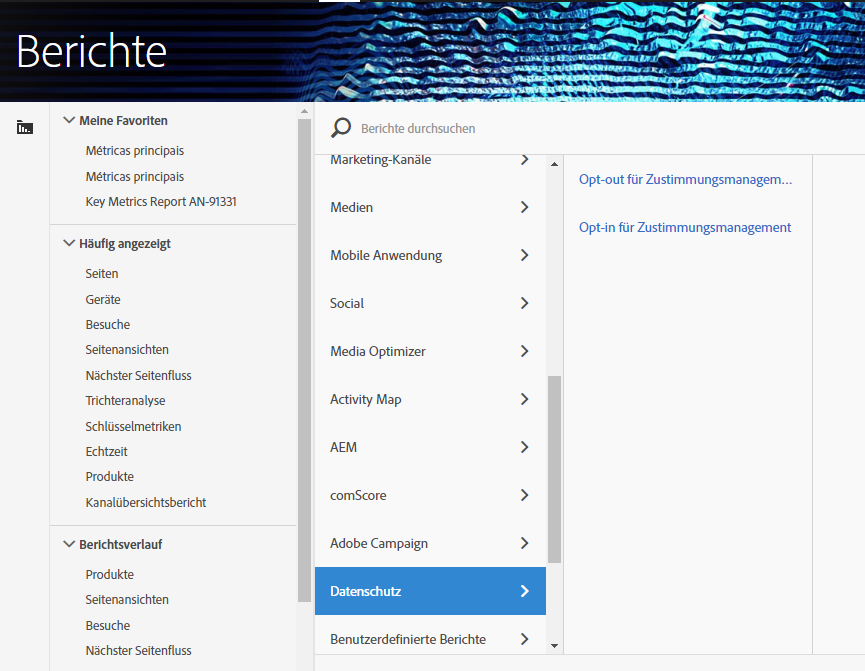 Berichte
Meine Favoriten
Métricas principais
Métricas principais
Key Metrics Report AN-91331
Häufig angezeigt
Seiten
Geräte
Besuche
Seitenansichten
Nächster Seitenfluss
Trichteranalyse
Schlüsselmetriken
Echtzeit
Produkte
Kanalübersichtsbericht
Berichtsverlauf
Produkte
Seitenansichten
Besuche
Nächster Seitenfluss
Berichte durchsuchen
Marketing-Kanäle
Medien
Mobile Anwendung
Social
Media Optimizer
Activity Map
AEM
comScore
Adobe Campaign
Datenschutz
Benutzerdefinierte Berichte
Opt-out für Zustimmungsmanagem...
Opt-in für Zustimmungsmanagement